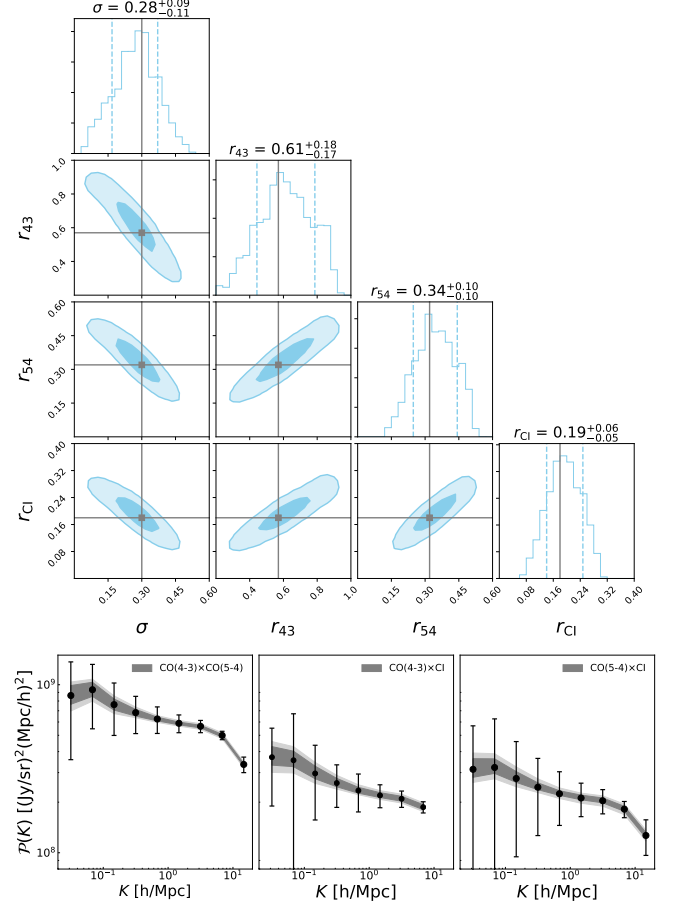 σ = 0.28+0.09 −0.11
1.0
0.8
0.6
0.4
r43
r43 = 0.61+0.18 −0.17
0.60
0.45
0.30
0.15
r54
r54 = 0.34+0.10 −0.10
0.40
0.32
0.24
0.16
0.08
rCI
rCI = 0.19+0.06 −0.05
0.15 0.30 0.45 0.60 0.4 0.6 0.8 1.0 0.15 0.30 0.45 0.60 0.08 0.16 0.24 0.32 0.40
σ r43 r54 rCI
CO(4-3)×CO(5-4) CO(4-3)×CI CO(5-4)×CI
10^9
10^8
P(K) [(Jy/sr)^2(Mpc/h)^2]
10^−1 10^0 10^1 10^−1 10^0 10^1 10^−1 10^0 10^1
K [h/Mpc] K [h/Mpc] K [h/Mpc]